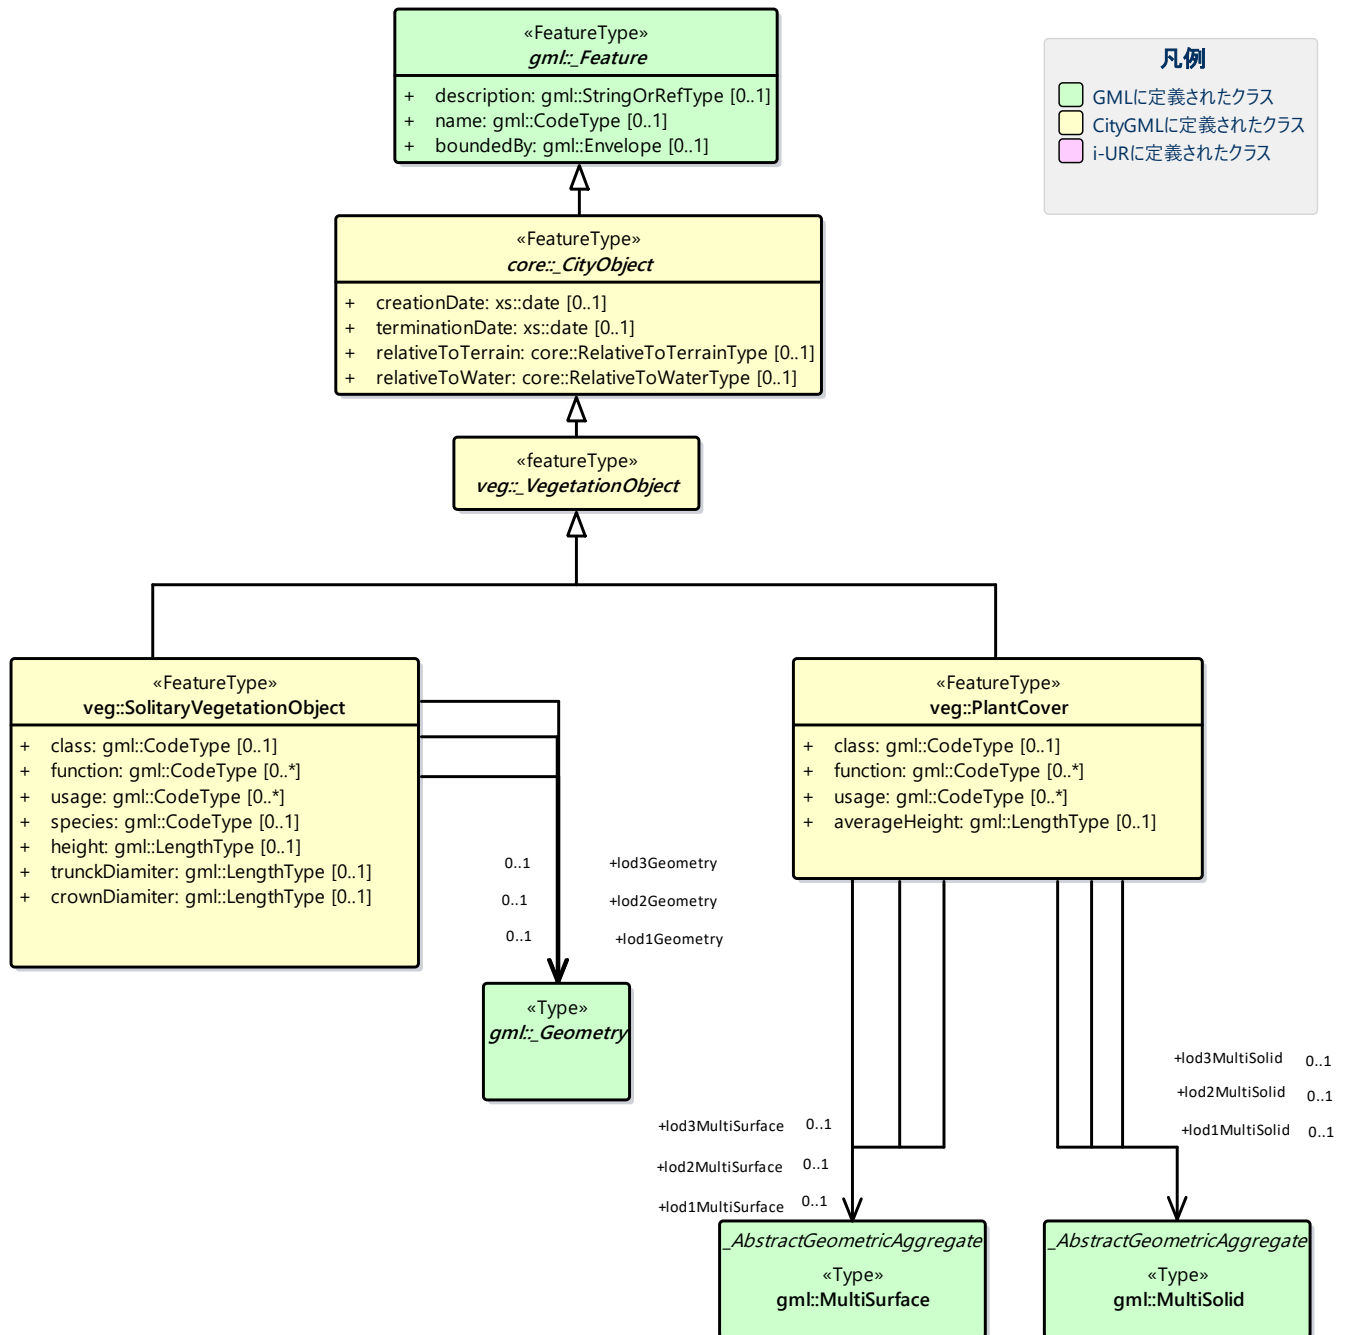 «FeatureType»
gml::_Feature
+ description: gml::StringOrRefType [0..1]
+ name: gml::CodeType [0..1]
+ boundedBy: gml::Envelope [0..1]
凡例
GMLに定義されたクラス
CityGMLに定義されたクラス
i-URに定義されたクラス
«FeatureType»
core::_CityObject
+ creationDate: xs::date [0..1]
+ terminationDate: xs::date [0..1]
+ relativeToTerrain: core::RelativeToTerrainType [0..1]
+ relativeToWater: core::RelativeToWaterType [0..1]
«featureType»
veg::_VegetationObject
«FeatureType»
veg::SolitaryVegetationObject
+ class: gml::CodeType [0..1]
+ function: gml::CodeType [0..*]
+ usage: gml::CodeType [0..*]
+ species: gml::CodeType [0..1]
+ height: gml::LengthType [0..1]
+ trunckDiamiter: gml::LengthType [0..1]
+ crownDiamiter: gml::LengthType [0..1]
«FeatureType»
veg::PlantCover
+ class: gml::CodeType [0..1]
+ function: gml::CodeType [0..*]
+ usage: gml::CodeType [0..*]
+ averageHeight: gml::LengthType [0..1]
0..1 +lod3Geometry
0..1 +lod2Geometry
0..1 +lod1Geometry
«Type»
gml::_Geometry
+lod3MultiSurface 0..1
+lod2MultiSurface 0..1
+lod1MultiSurface 0..1
+lod3MultiSolid 0..1
+lod2MultiSolid 0..1
+lod1MultiSolid 0..1
_AbstractGeometricAggregate
«Type»
gml::MultiSurface
_AbstractGeometricAggregate
«Type»
gml::MultiSolid